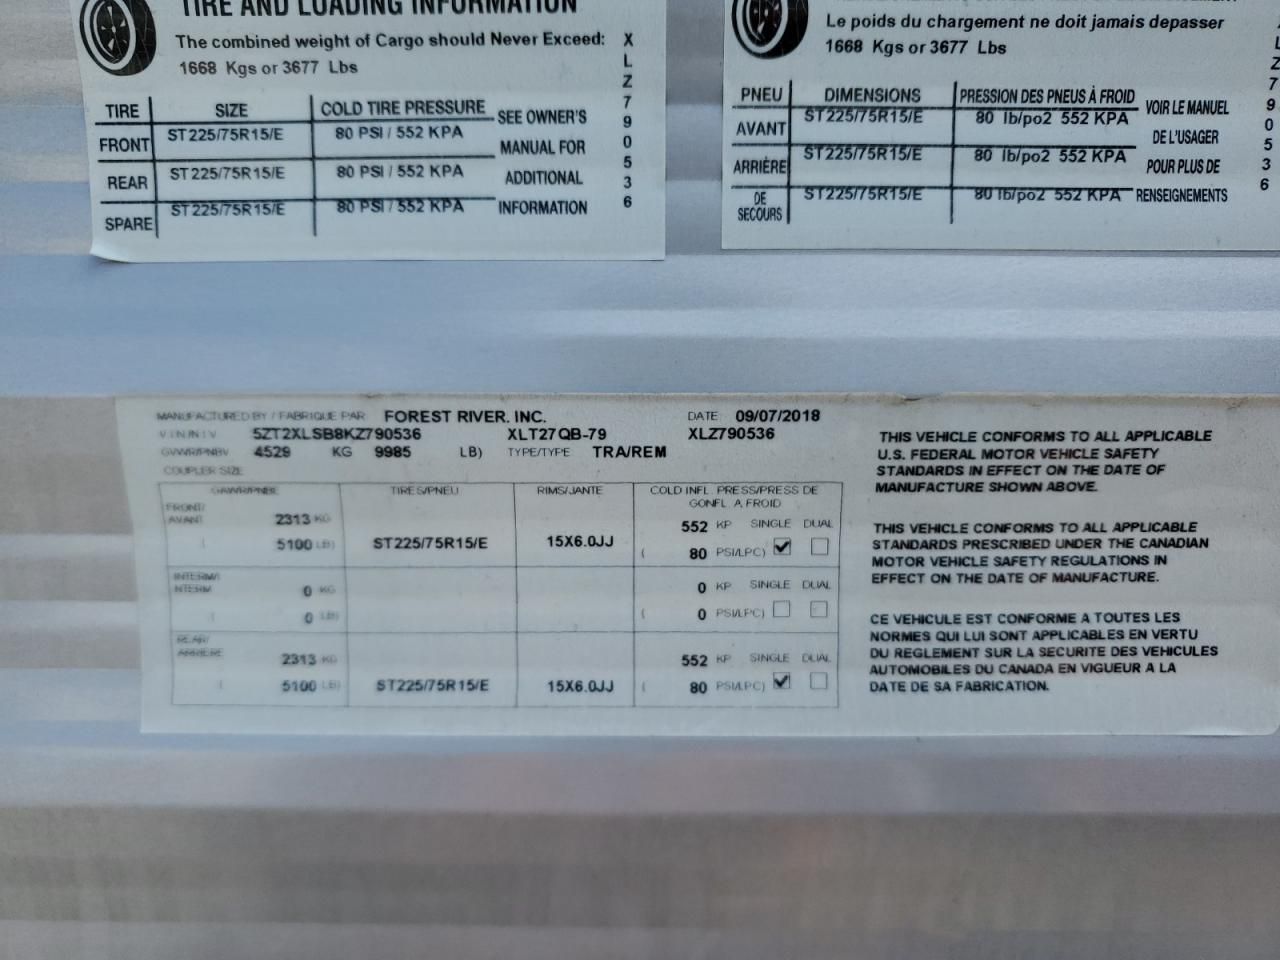 TIRE AND LOADING INFORMATION
The combined weight of Cargo should Never Exceed:
1668 Kgs or 3677 Lbs
TIRE SIZE COLD TIRE PRESSURE SEE OWNER'S
FRONT ST225/75R15/E 80 PSI / 552 KPA MANUAL FOR
REAR ST225/75R15/E 80 PSI / 552 KPA ADDITIONAL
SPARE ST225/75R15/E 80 PSI / 552 KPA INFORMATION
XLZ790536
Le poids du chargement ne doit jamais depasser
1668 Kgs or 3677 Lbs
PNEU DIMENSIONS PRESSION DES PNEUS À FROID VOIR LE MANUEL
AVANT ST225/75R15/E 80 lb/po2 552 KPA DE L'USAGER
ARRIÈRE ST225/75R15/E 80 lb/po2 552 KPA POUR PLUS DE
DE SECOURS ST225/75R15/E 80 lb/po2 552 KPA RENSEIGNEMENTS
LZ790536
MANUFACTURED BY / FABRIQUE PAR FOREST RIVER, INC. DATE 09/07/2018
V I N / N I V 5ZT2XLSB8KZ790536 XLT27QB-79 XLZ790536
GVWR/PNBV 4529 KG 9985 LB) TYPE/TYPE TRA/REM
COUPLER SIZE
GAWR/PNBE TIRES/PNEU RIMS/JANTE COLD INFL. PRESS/PRESS DE
GONFL. A FROID
FRONT/
AVANT 2313 KG 552 KP SINGLE DUAL
( 5100 LB) ST225/75R15/E 15X6.0JJ ( 80 PSI/LPC) ✓
INTERM/
INTERM 0 KG 0 KP SINGLE DUAL
( 0 LB) ( 0 PSI/LPC)
REAR/
ARRIERE 2313 KG 552 KP SINGLE DUAL
( 5100 LB) ST225/75R15/E 15X6.0JJ ( 80 PSI/LPC) ✓
THIS VEHICLE CONFORMS TO ALL APPLICABLE
U.S. FEDERAL MOTOR VEHICLE SAFETY
STANDARDS IN EFFECT ON THE DATE OF
MANUFACTURE SHOWN ABOVE.
THIS VEHICLE CONFORMS TO ALL APPLICABLE
STANDARDS PRESCRIBED UNDER THE CANADIAN
MOTOR VEHICLE SAFETY REGULATIONS IN
EFFECT ON THE DATE OF MANUFACTURE.
CE VEHICULE EST CONFORME A TOUTES LES
NORMES QUI LUI SONT APPLICABLES EN VERTU
DU REGLEMENT SUR LA SECURITE DES VEHICULES
AUTOMOBILES DU CANADA EN VIGUEUR A LA
DATE DE SA FABRICATION.